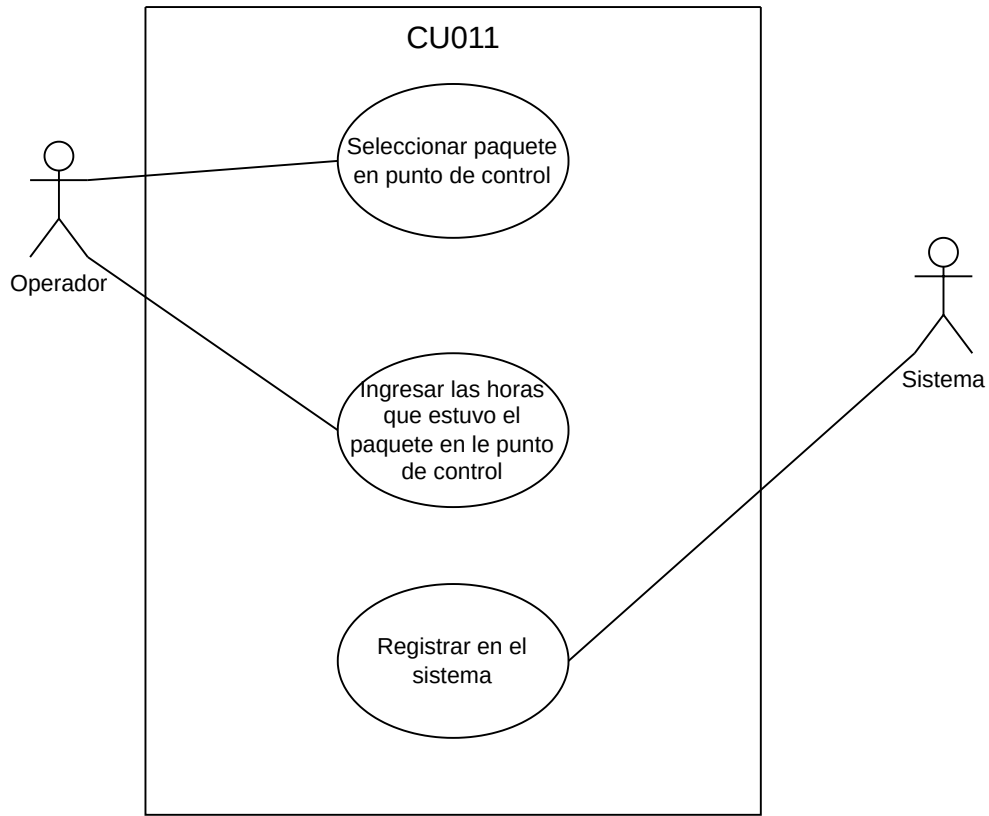 CU011
Seleccionar paquete
en punto de control
Operador
Ingresar las horas
que estuvo el
paquete en le punto
de control
Sistema
Registrar en el
sistema